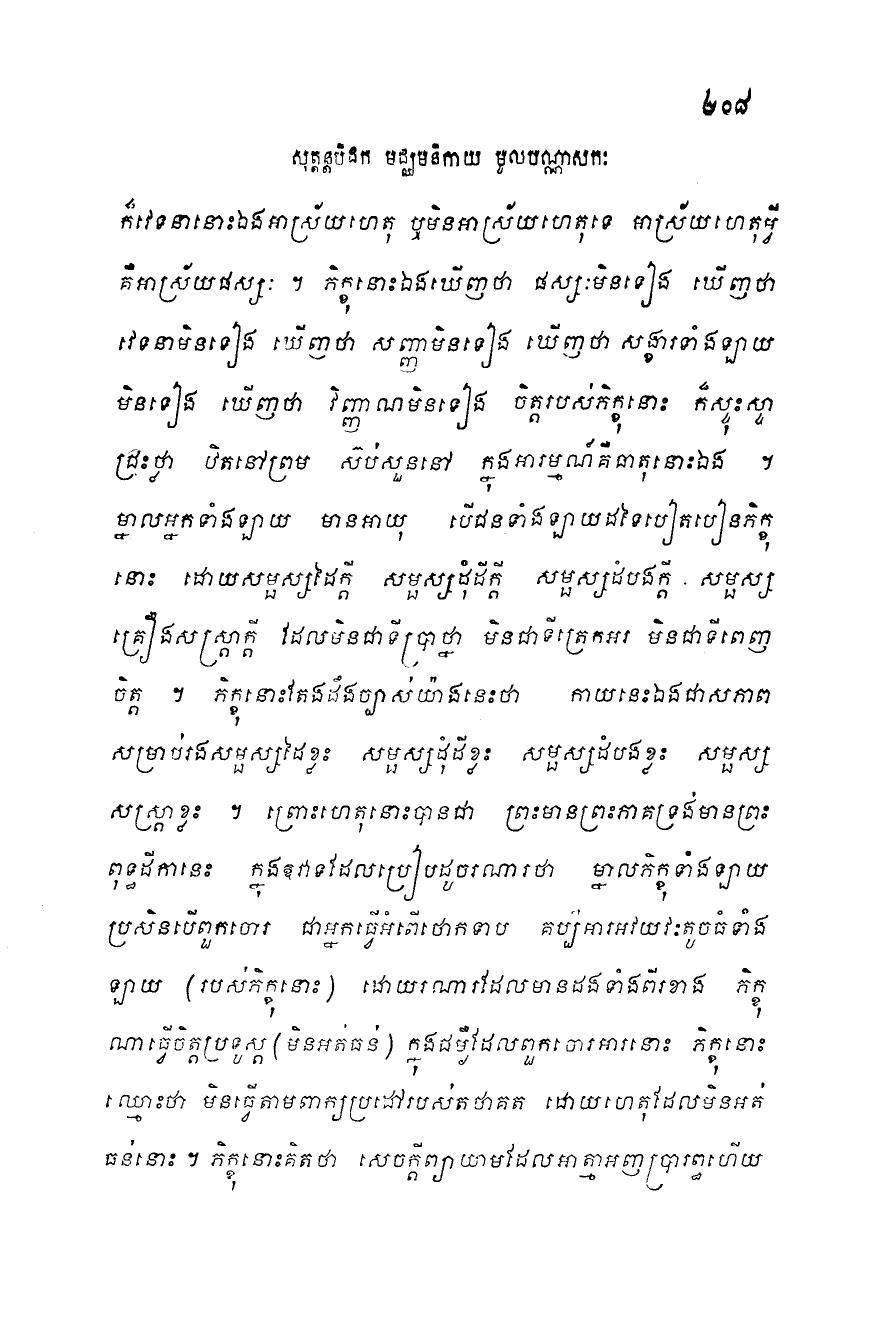 ២០៨
សុត្តន្តបិដក មជ្ឈមនិកាយ មូលបណ្ណាសកៈ
ក៏វេទនានោះឯងអាស្រ័យហេតុ ឬមិនអាស្រ័យហេតុទេ អាស្រ័យហេតុអ្វី
គឺអាស្រ័យផស្សៈ ។ ភិក្ខុនោះឯងឃើញថា ផស្សៈមិនទៀង ឃើញថា
វេទនាមិនទៀង ឃើញថា សញ្ញាមិនទៀង ឃើញថា សង្ខារទាំងឡាយ
មិនទៀង ឃើញថា វិញ្ញាណមិនទៀង ចិត្តរបស់ភិក្ខុនោះ ក៏ស្ទុះស្ទា
ជ្រះថ្លា ឋិតនៅព្រម ស៊ប់សួននៅ ក្នុងអារម្មណ៍គឺធាតុនោះឯង ។
ម្នាលអ្នកទាំងឡាយ មានអាយុ បើជនទាំងឡាយដទៃបៀតបៀនភិក្ខុ
នោះ ដោយសម្ផស្សដៃក្តី សម្ផស្សដុំដីក្តី សម្ផស្សដំបងក្តី សម្ផស្ស
គ្រឿងសស្ត្រាក្តី ដែលមិនជាទីប្រាថ្នា មិនជាទីត្រេកអរ មិនជាទីពេញ
ចិត្ត ។ ភិក្ខុនោះតែងដឹងច្បាស់យ៉ាងនេះថា កាយនេះឯងជាសភាព
សម្រាប់រងសម្ផស្សដៃខ្លះ សម្ផស្សដុំដីខ្លះ សម្ផស្សដំបងខ្លះ សម្ផស្ស
សស្ត្រាខ្លះ ។ ព្រោះហេតុនោះបានជា ព្រះមានព្រះភាគទ្រង់មានព្រះ
ពុទ្ធដីកានេះ ក្នុងឱវាទដែលប្រៀបដូចរណារថា ម្នាលភិក្ខុទាំងឡាយ
ប្រសិនបើពួកចោរ ជាអ្នកធ្វើអំពើថោកទាប គប្បីអារអវយវៈតូចធំទាំង
ឡាយ (របស់ភិក្ខុនោះ) ដោយរណារដែលមានដងទាំងពីរខាង ភិក្ខុ
ណាធ្វើចិត្តប្រទូស្ត (មិនអត់ធន់) ក្នុងជម្ងឺដែលពួកចោរអារនោះ ភិក្ខុនោះ
ឈ្មោះថា មិនធ្វើតាមពាក្យប្រដៅរបស់តថាគត ដោយហេតុដែលមិនអត់
ធន់នោះ ។ ភិក្ខុនោះគិតថា សេចក្តីព្យាយាមដែលអាត្មាអញប្រារព្ធហើយ